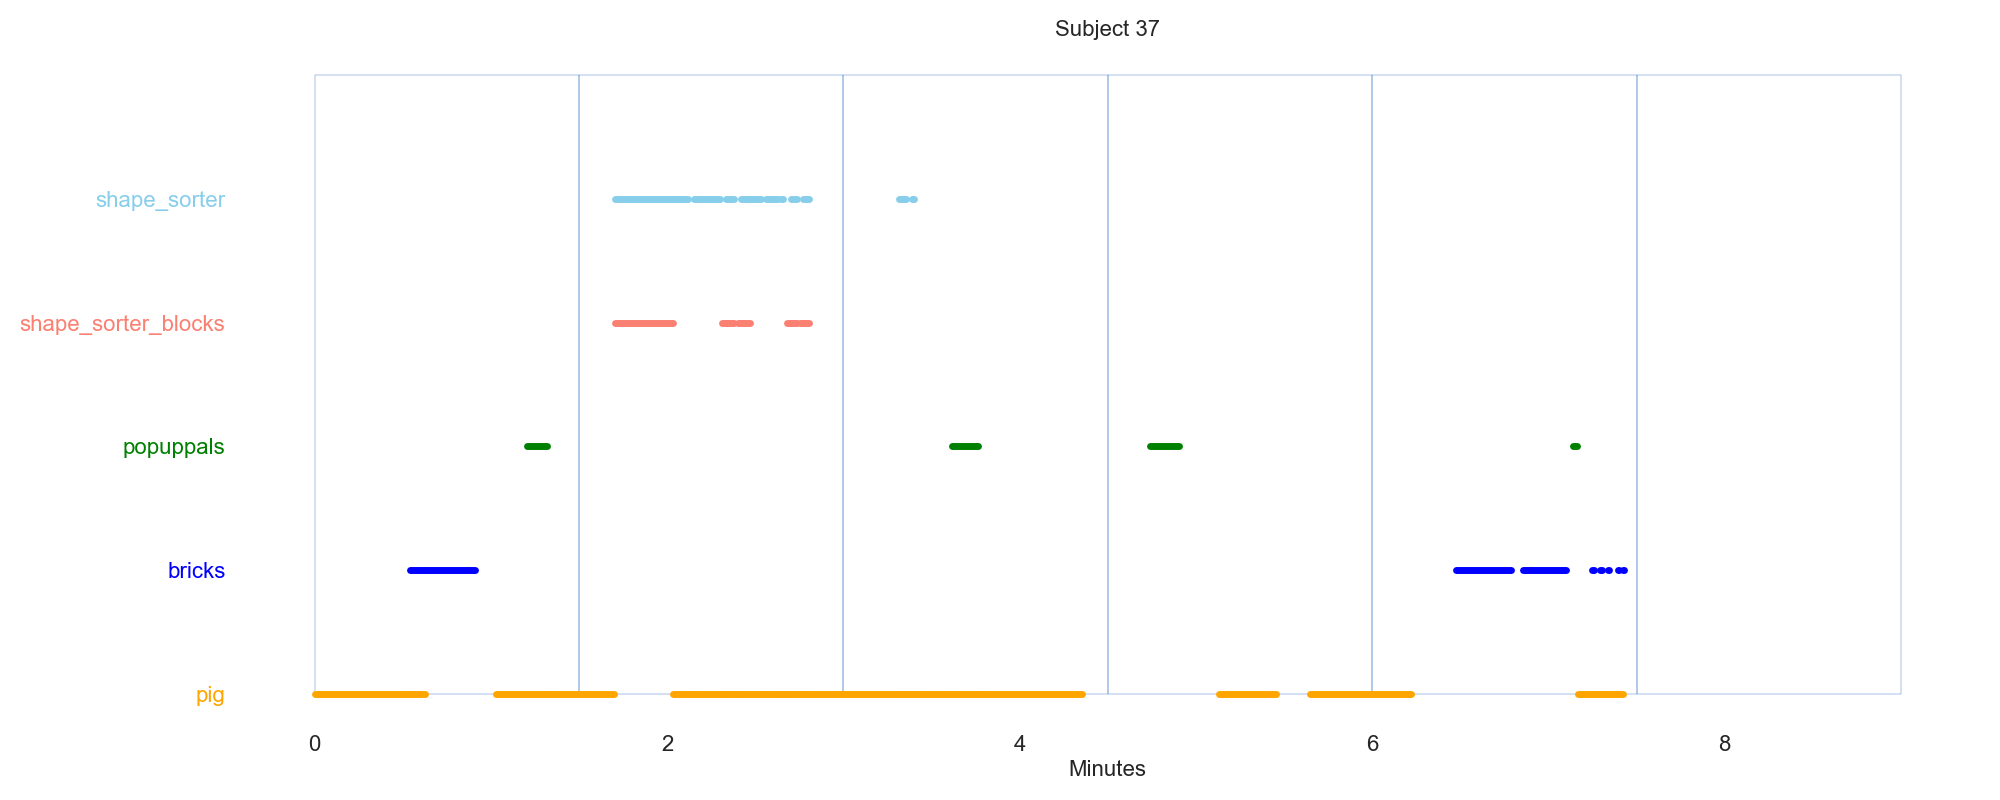 Subject 37
shape_sorter
shape_sorter_blocks
popuppals
bricks
pig
0 2 4 6 8
Minutes